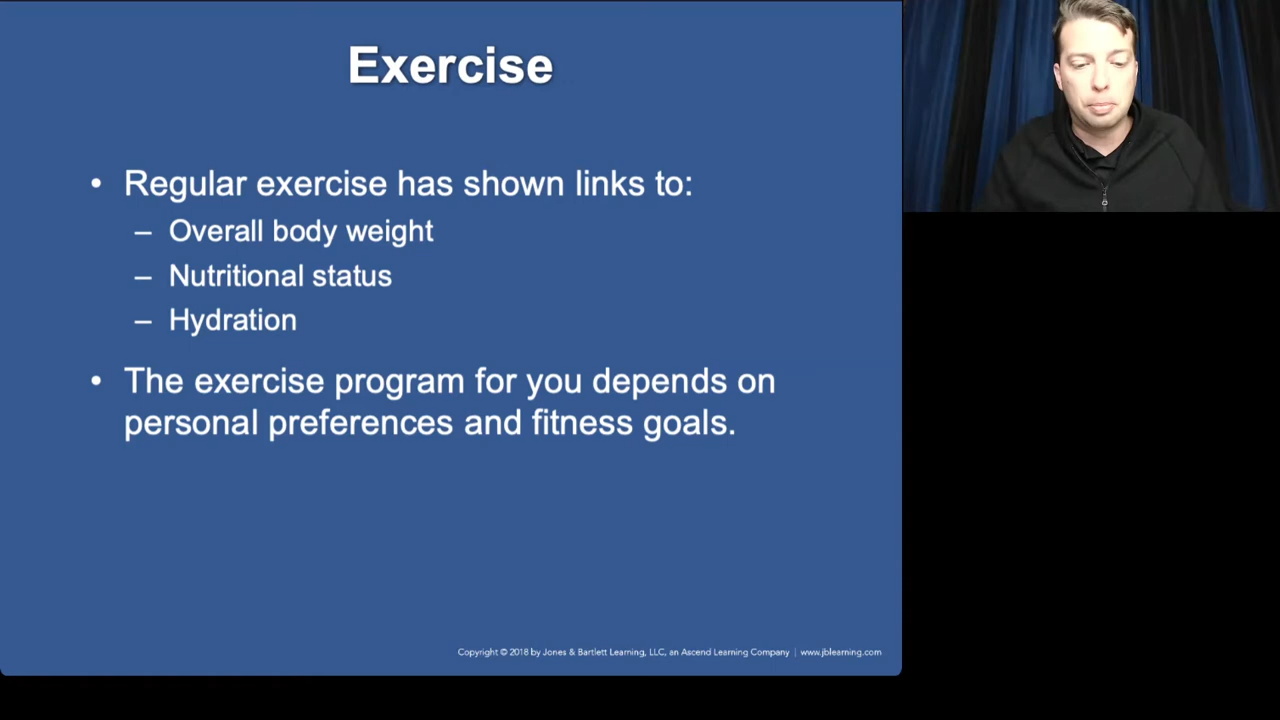 Exercise
• Regular exercise has shown links to:
– Overall body weight
– Nutritional status
– Hydration
• The exercise program for you depends on
personal preferences and fitness goals.
Copyright © 2018 by Jones & Bartlett Learning, LLC, an Ascend Learning Company | www.jblearning.com